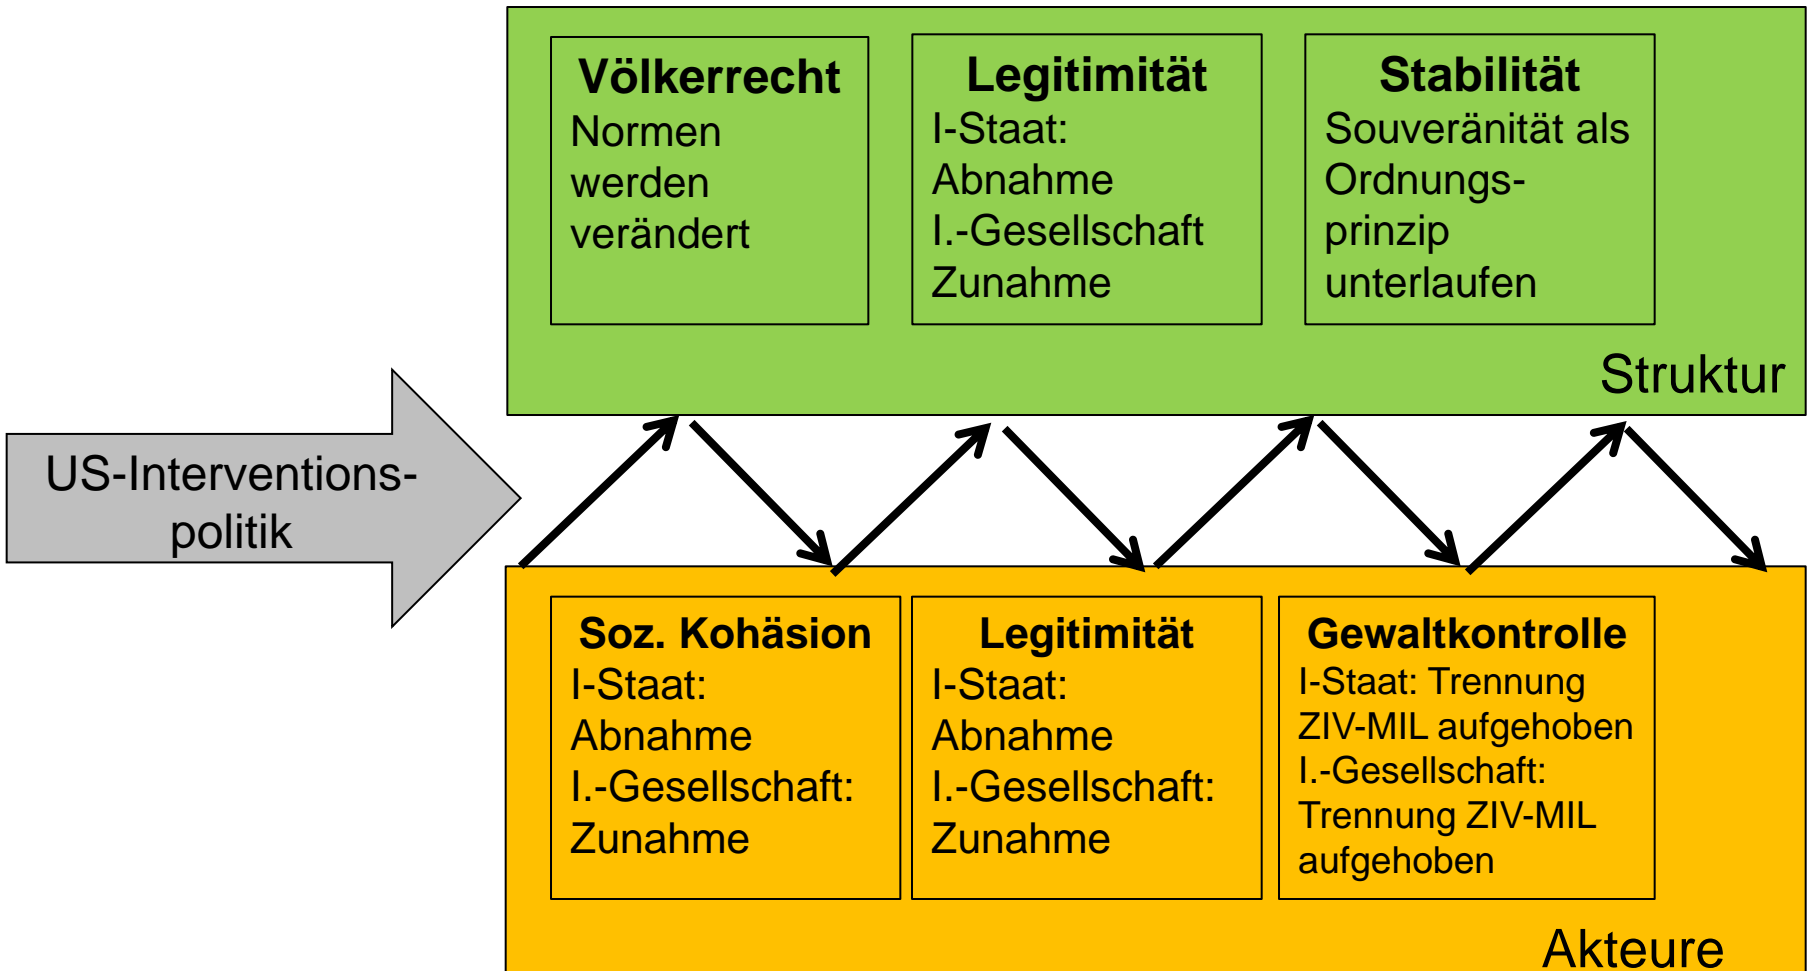 Völkerrecht
Normen
werden
verändert
Legitimität
I-Staat:
Abnahme
I.-Gesellschaft
Zunahme
Stabilität
Souveränität als
Ordnungs-
prinzip
unterlaufen
Struktur
US-Interventions-
politik
Soz. Kohäsion
I-Staat:
Abnahme
I.-Gesellschaft:
Zunahme
Legitimität
I-Staat:
Abnahme
I.-Gesellschaft:
Zunahme
Gewaltkontrolle
I-Staat: Trennung
ZIV-MIL aufgehoben
I.-Gesellschaft:
Trennung ZIV-MIL
aufgehoben
Akteure